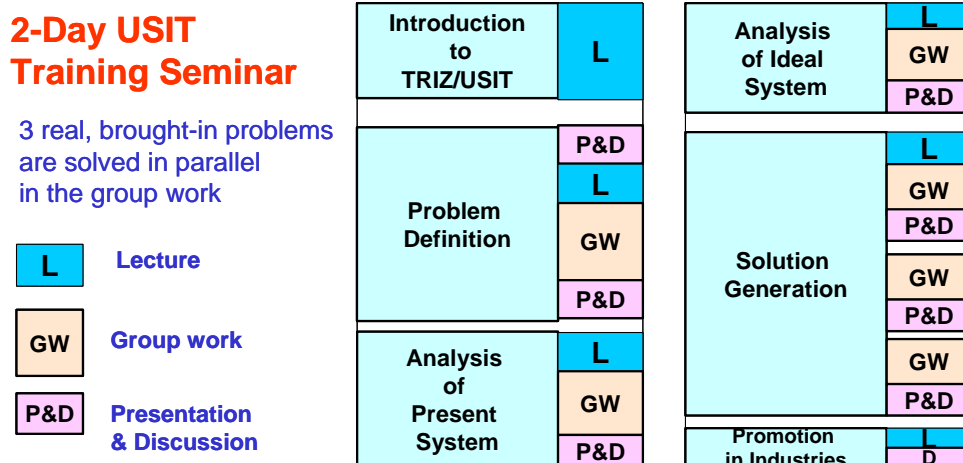 2-Day USIT
Training Seminar
3 real, brought-in problems
are solved in parallel
in the group work
L
Lecture
GW
Group work
P&D
Presentation
& Discussion
Introduction
to
TRIZ/USIT
L
Problem
Definition
P&D
L
GW
P&D
Analysis
of
Present
System
L
GW
P&D
Analysis
of Ideal
System
L
GW
P&D
Solution
Generation
L
GW
P&D
GW
P&D
GW
P&D
Promotion
in Industries
L
D